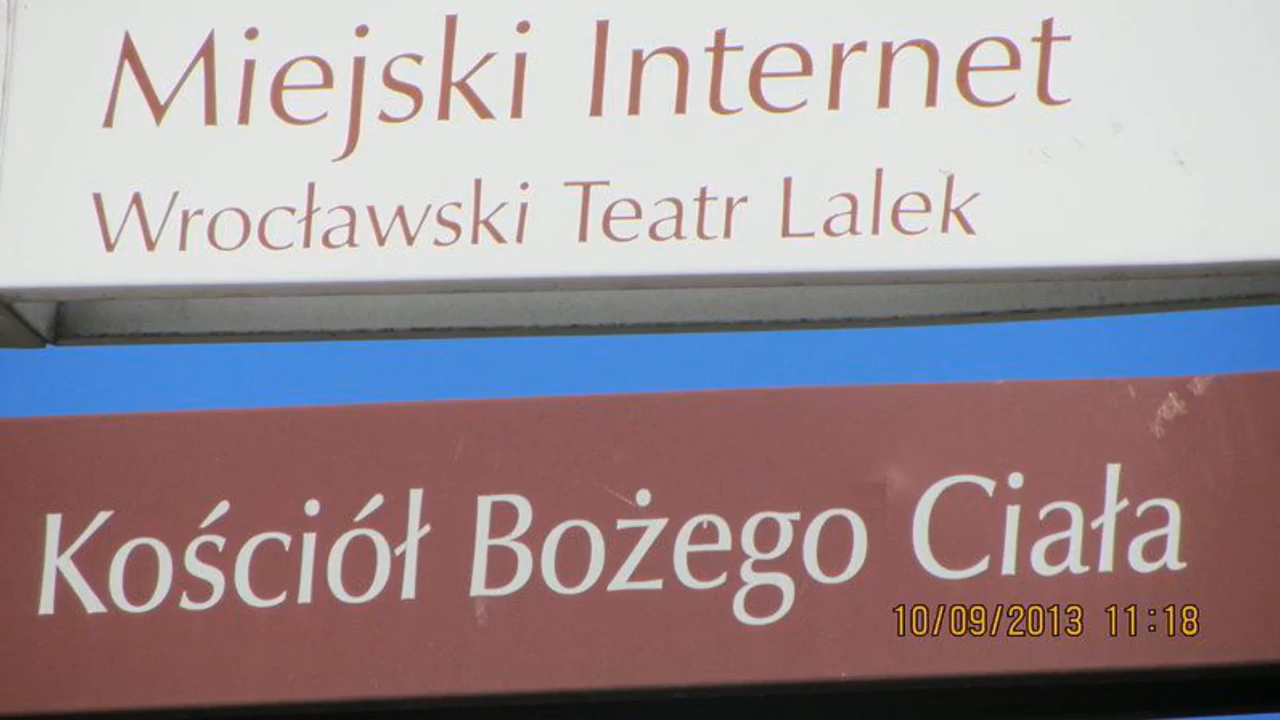 Miejski Internet
Wrocławski Teatr Lalek
Kościół Bożego Ciała
10/09/2013 11:18